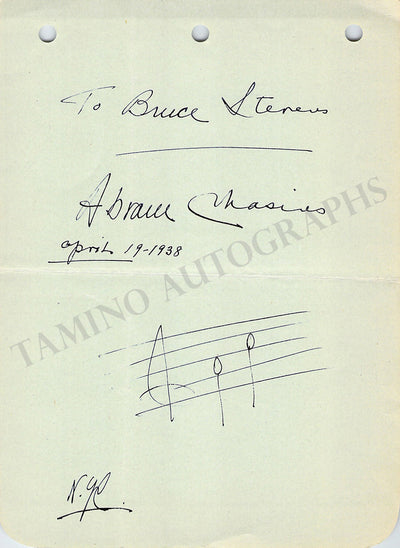 To Bruce Stevens
Abram Chasins
April 19-1938
TAMINO AUTOGRAPHS
N.Y.C.